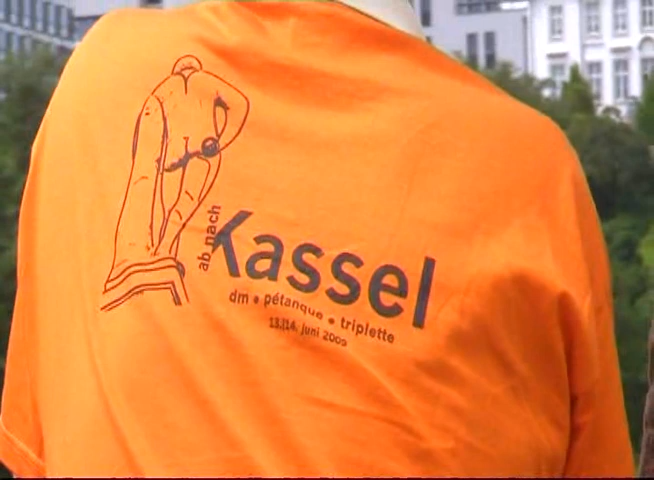 ab nach
Kassel
dm • pétanque • triplette
13./14. juni 2009